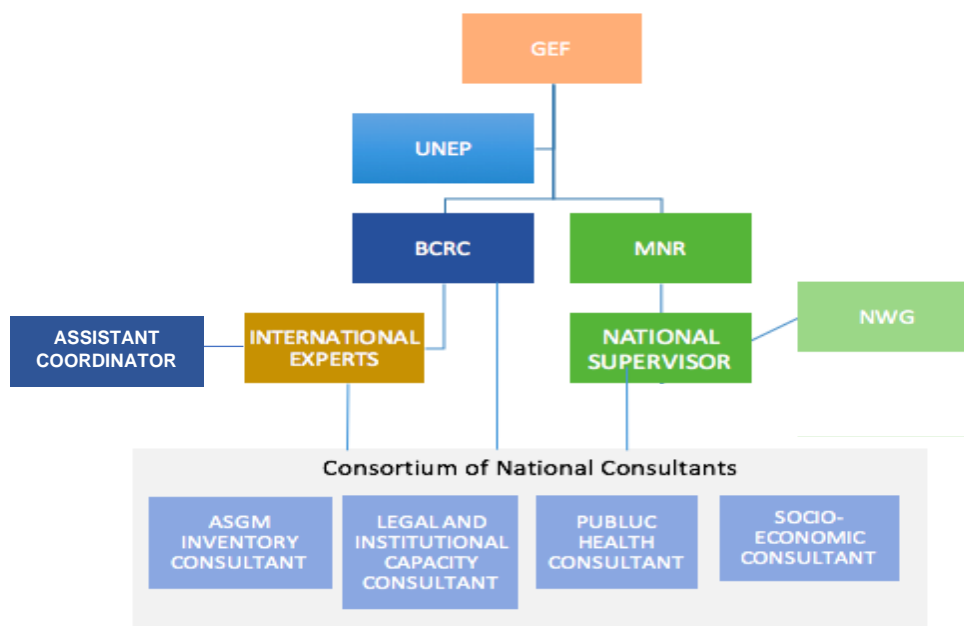 GEF
UNEP
BCRC
MNR
ASSISTANT
COORDINATOR
INTERNATIONAL
EXPERTS
NATIONAL
SUPERVISOR
NWG
Consortium of National Consultants
ASGM
INVENTORY
CONSULTANT
LEGAL AND
INSTITUTIONAL
CAPACITY
CONSULTANT
PUBLUC
HEALTH
CONSULTANT
SOCIO-
ECONOMIC
CONSULTANT